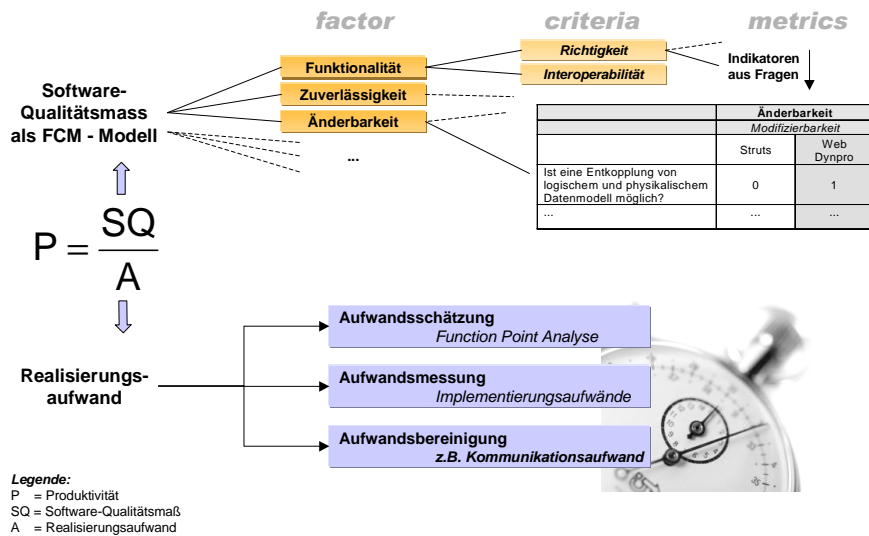 factor
criteria
metrics
Software-
Qualitätsmass
als FCM - Modell
Funktionalität
Zuverlässigkeit
Änderbarkeit
...
Richtigkeit
Interoperabilität
Indikatoren
aus Fragen
Änderbarkeit
Modifizierbarkeit
Struts
Web
Dynpro
Ist eine Entkopplung von
logischem und physikalischem
Datenmodell möglich?
0
1
...
...
...
P = SQ
A
Realisierungs-
aufwand
Aufwandsschätzung
Function Point Analyse
Aufwandsmessung
Implementierungsaufwände
Aufwandsbereinigung
z.B. Kommunikationsaufwand
Legende:
P = Produktivität
SQ = Software-Qualitätsmaß
A = Realisierungsaufwand